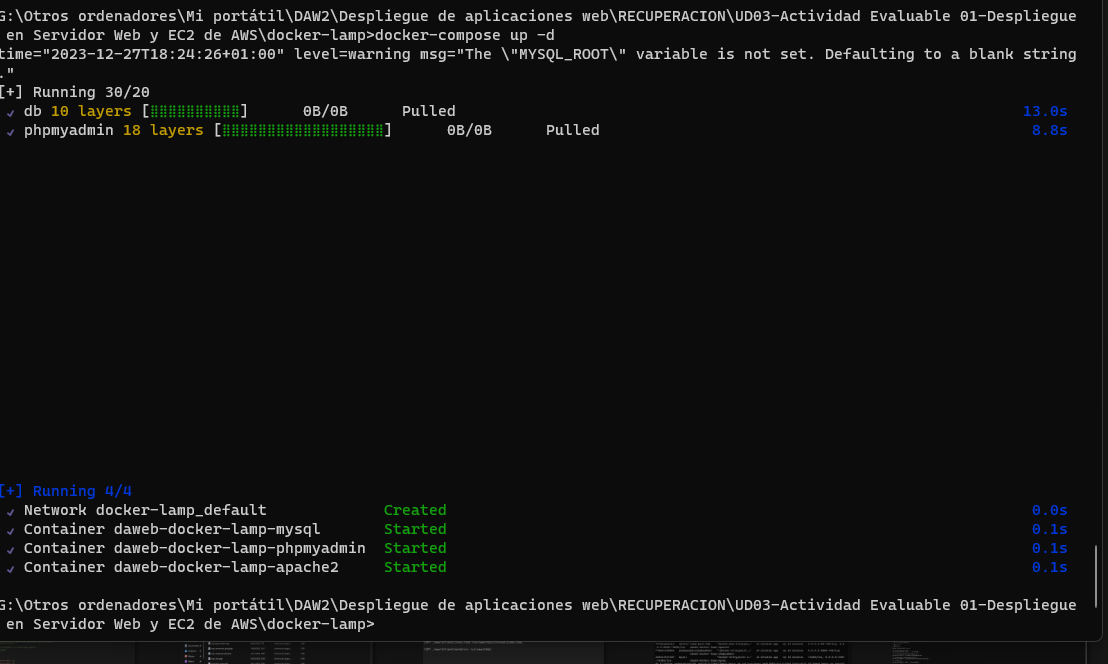 G:\Otros ordenadores\Mi portátil\DAW2\Despliegue de aplicaciones web\RECUPERACION\UD03-Actividad Evaluable 01-Despliegue
en Servidor Web y EC2 de AWS\docker-lamp>docker-compose up -d
time="2023-12-27T18:24:26+01:00" level=warning msg="The \"MYSQL_ROOT\" variable is not set. Defaulting to a blank string
."
[+] Running 30/20
✓ db 10 layers [⣿⣿⣿⣿⣿⣿⣿⣿⣿⣿] 0B/0B Pulled 13.0s
✓ phpmyadmin 18 layers [⣿⣿⣿⣿⣿⣿⣿⣿⣿⣿⣿⣿⣿⣿⣿⣿⣿⣿] 0B/0B Pulled 8.8s
[+] Running 4/4
✓ Network docker-lamp_default Created 0.0s
✓ Container daweb-docker-lamp-mysql Started 0.1s
✓ Container daweb-docker-lamp-phpmyadmin Started 0.1s
✓ Container daweb-docker-lamp-apache2 Started 0.1s
G:\Otros ordenadores\Mi portátil\DAW2\Despliegue de aplicaciones web\RECUPERACION\UD03-Actividad Evaluable 01-Despliegue
en Servidor Web y EC2 de AWS\docker-lamp>